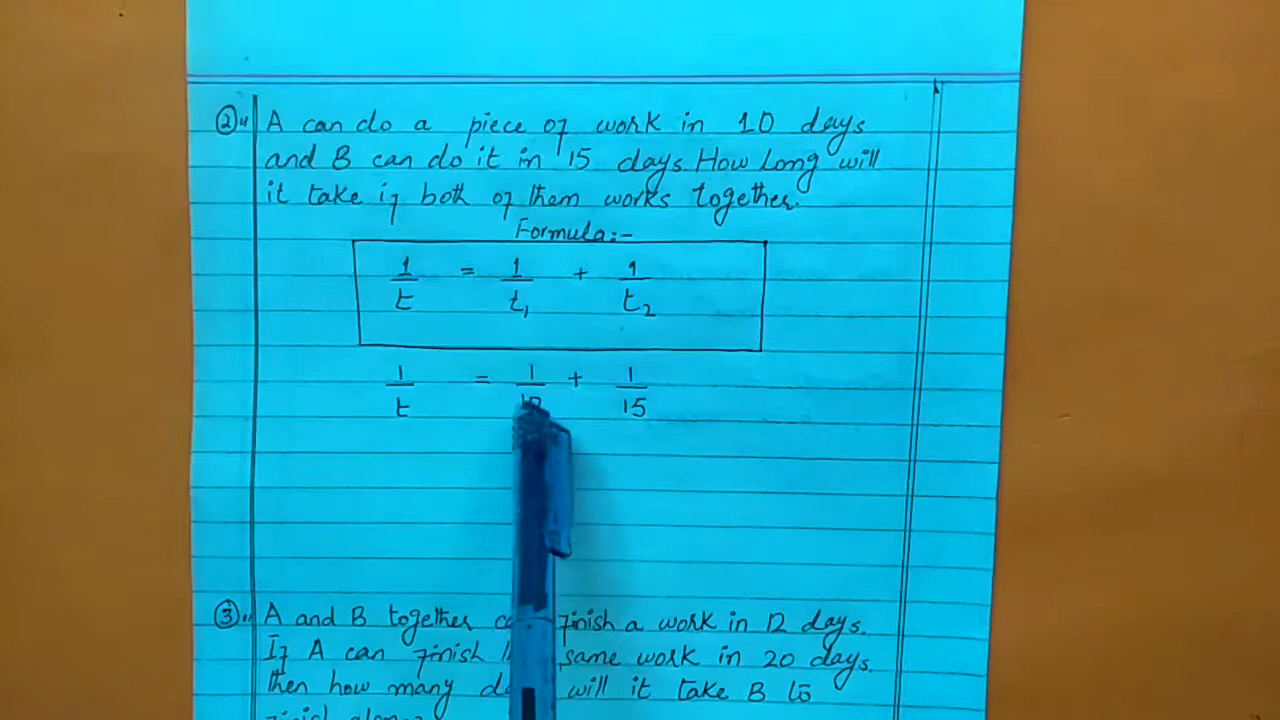 ② A can do a piece of work in 10 days
and B can do it in 15 days. How Long will
it take if both of them works together.
Formula:-
1/t = 1/t₁ + 1/t₂
1/t = 1/10 + 1/15
③ A and B together finish a work in 12 days.
If A can finish same work in 20 days.
then how many will it take B to